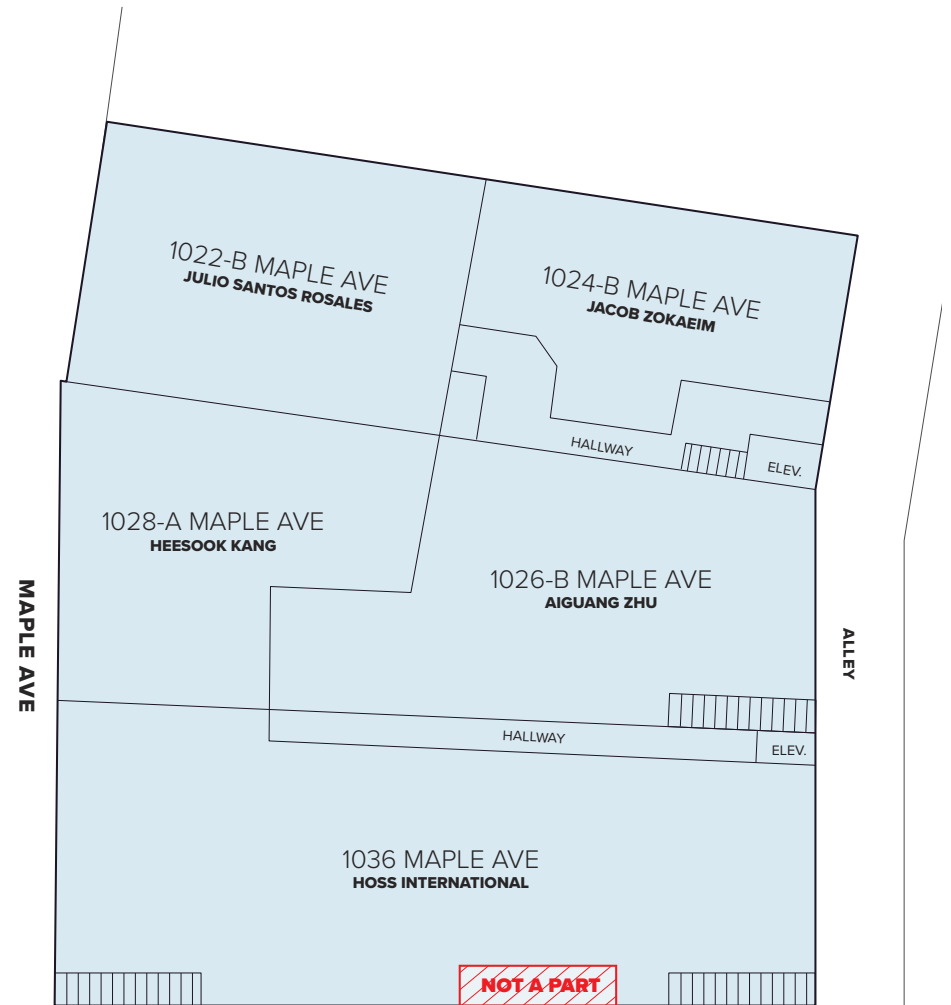 1022-B MAPLE AVE
JULIO SANTOS ROSALES
1024-B MAPLE AVE
JACOB ZOKAEIM
HALLWAY
ELEV.
1028-A MAPLE AVE
HEESOOK KANG
1026-B MAPLE AVE
AIGUANG ZHU
MAPLE AVE
ALLEY
HALLWAY
ELEV.
1036 MAPLE AVE
HOSS INTERNATIONAL
NOT A PART